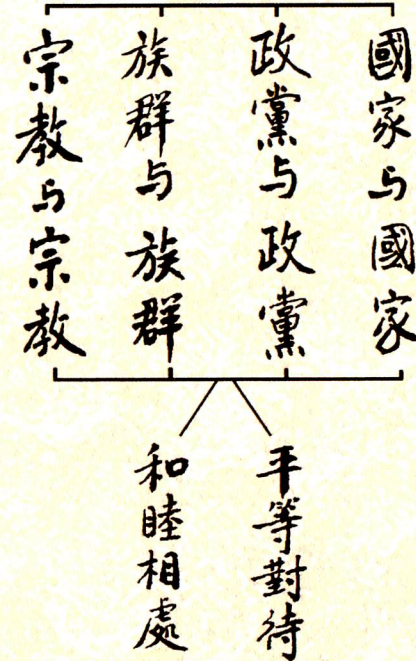 國家与國家
政黨与政黨
族群与族群
宗教与宗教
平等對待
和睦相處